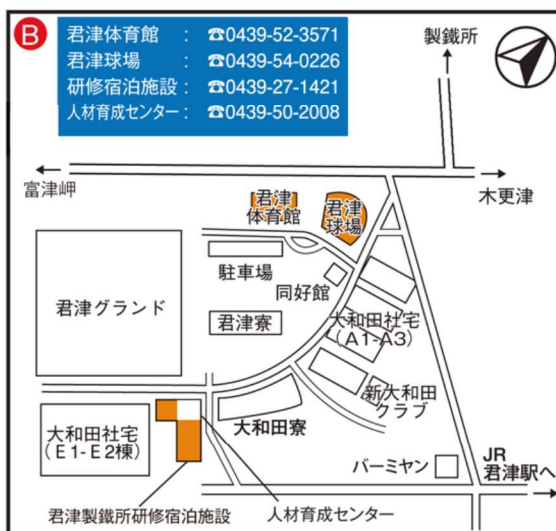 B
君津体育館 : ☎0439-52-3571
君津球場 : ☎0439-54-0226
研修宿泊施設 : ☎0439-27-1421
人材育成センター : ☎0439-50-2008
製鐵所
富津岬
木更津
君津
体育館
君津
球場
駐車場
同好館
君津グランド
君津寮
大和田社宅
(A1-A3)
新大和田
クラブ
大和田寮
大和田社宅
(E1-E2棟)
バーミヤン
JR
君津駅へ
君津製鐵所研修宿泊施設
人材育成センター